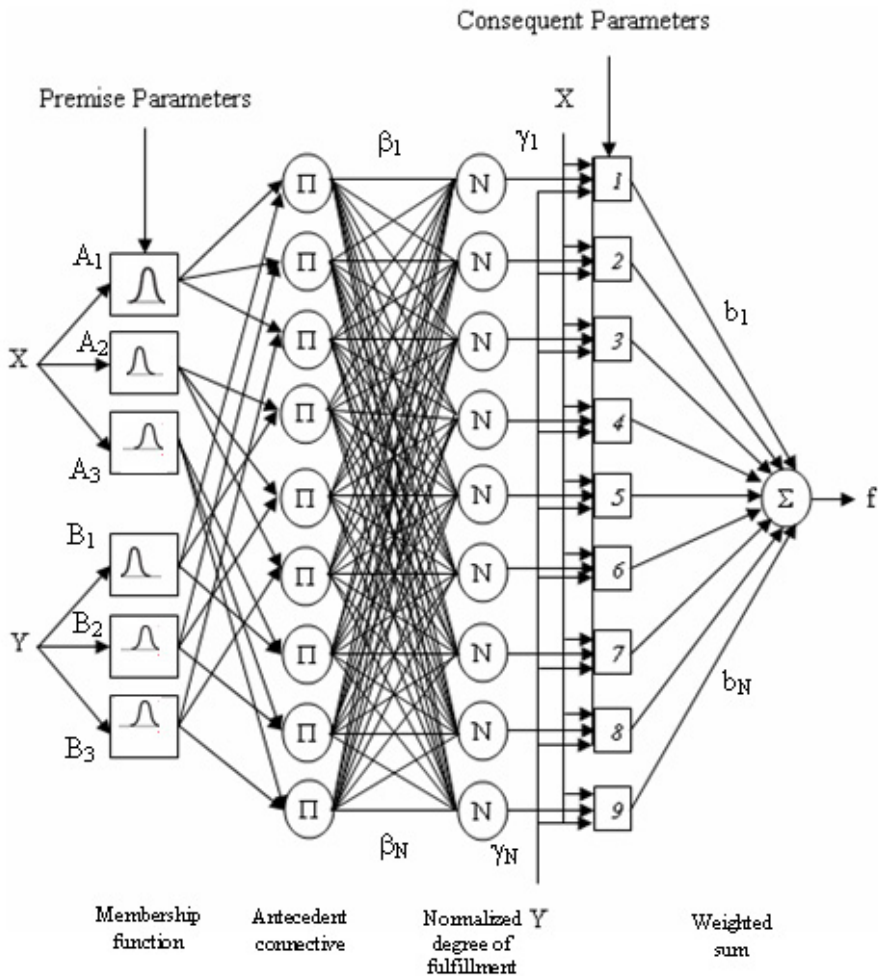 Consequent Parameters
Premise Parameters
X
β1
γ1
Π
N
1
A1
Π
N
2
b1
A2
Π
N
3
X
Π
N
4
A3
Π
N
5
Σ
f
B1
Π
N
6
Y
B2
Π
N
7
bN
B3
Π
N
8
Π
N
9
βN
γN
Y
Membership
function
Antecedent
connective
Normalized
degree of
fulfillment
Weighted
sum